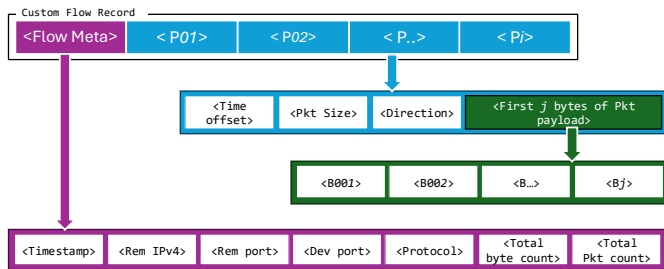 Custom Flow Record
<Flow Meta> < P01> < P02> < P..> < Pi>
<Time
offset> <Pkt Size> <Direction> <First j bytes of Pkt
payload>
<B001> <B002> <B…> <Bj>
<Timestamp> <Rem IPv4> <Rem port> <Dev port> <Protocol> <Total
byte count> <Total
Pkt count>